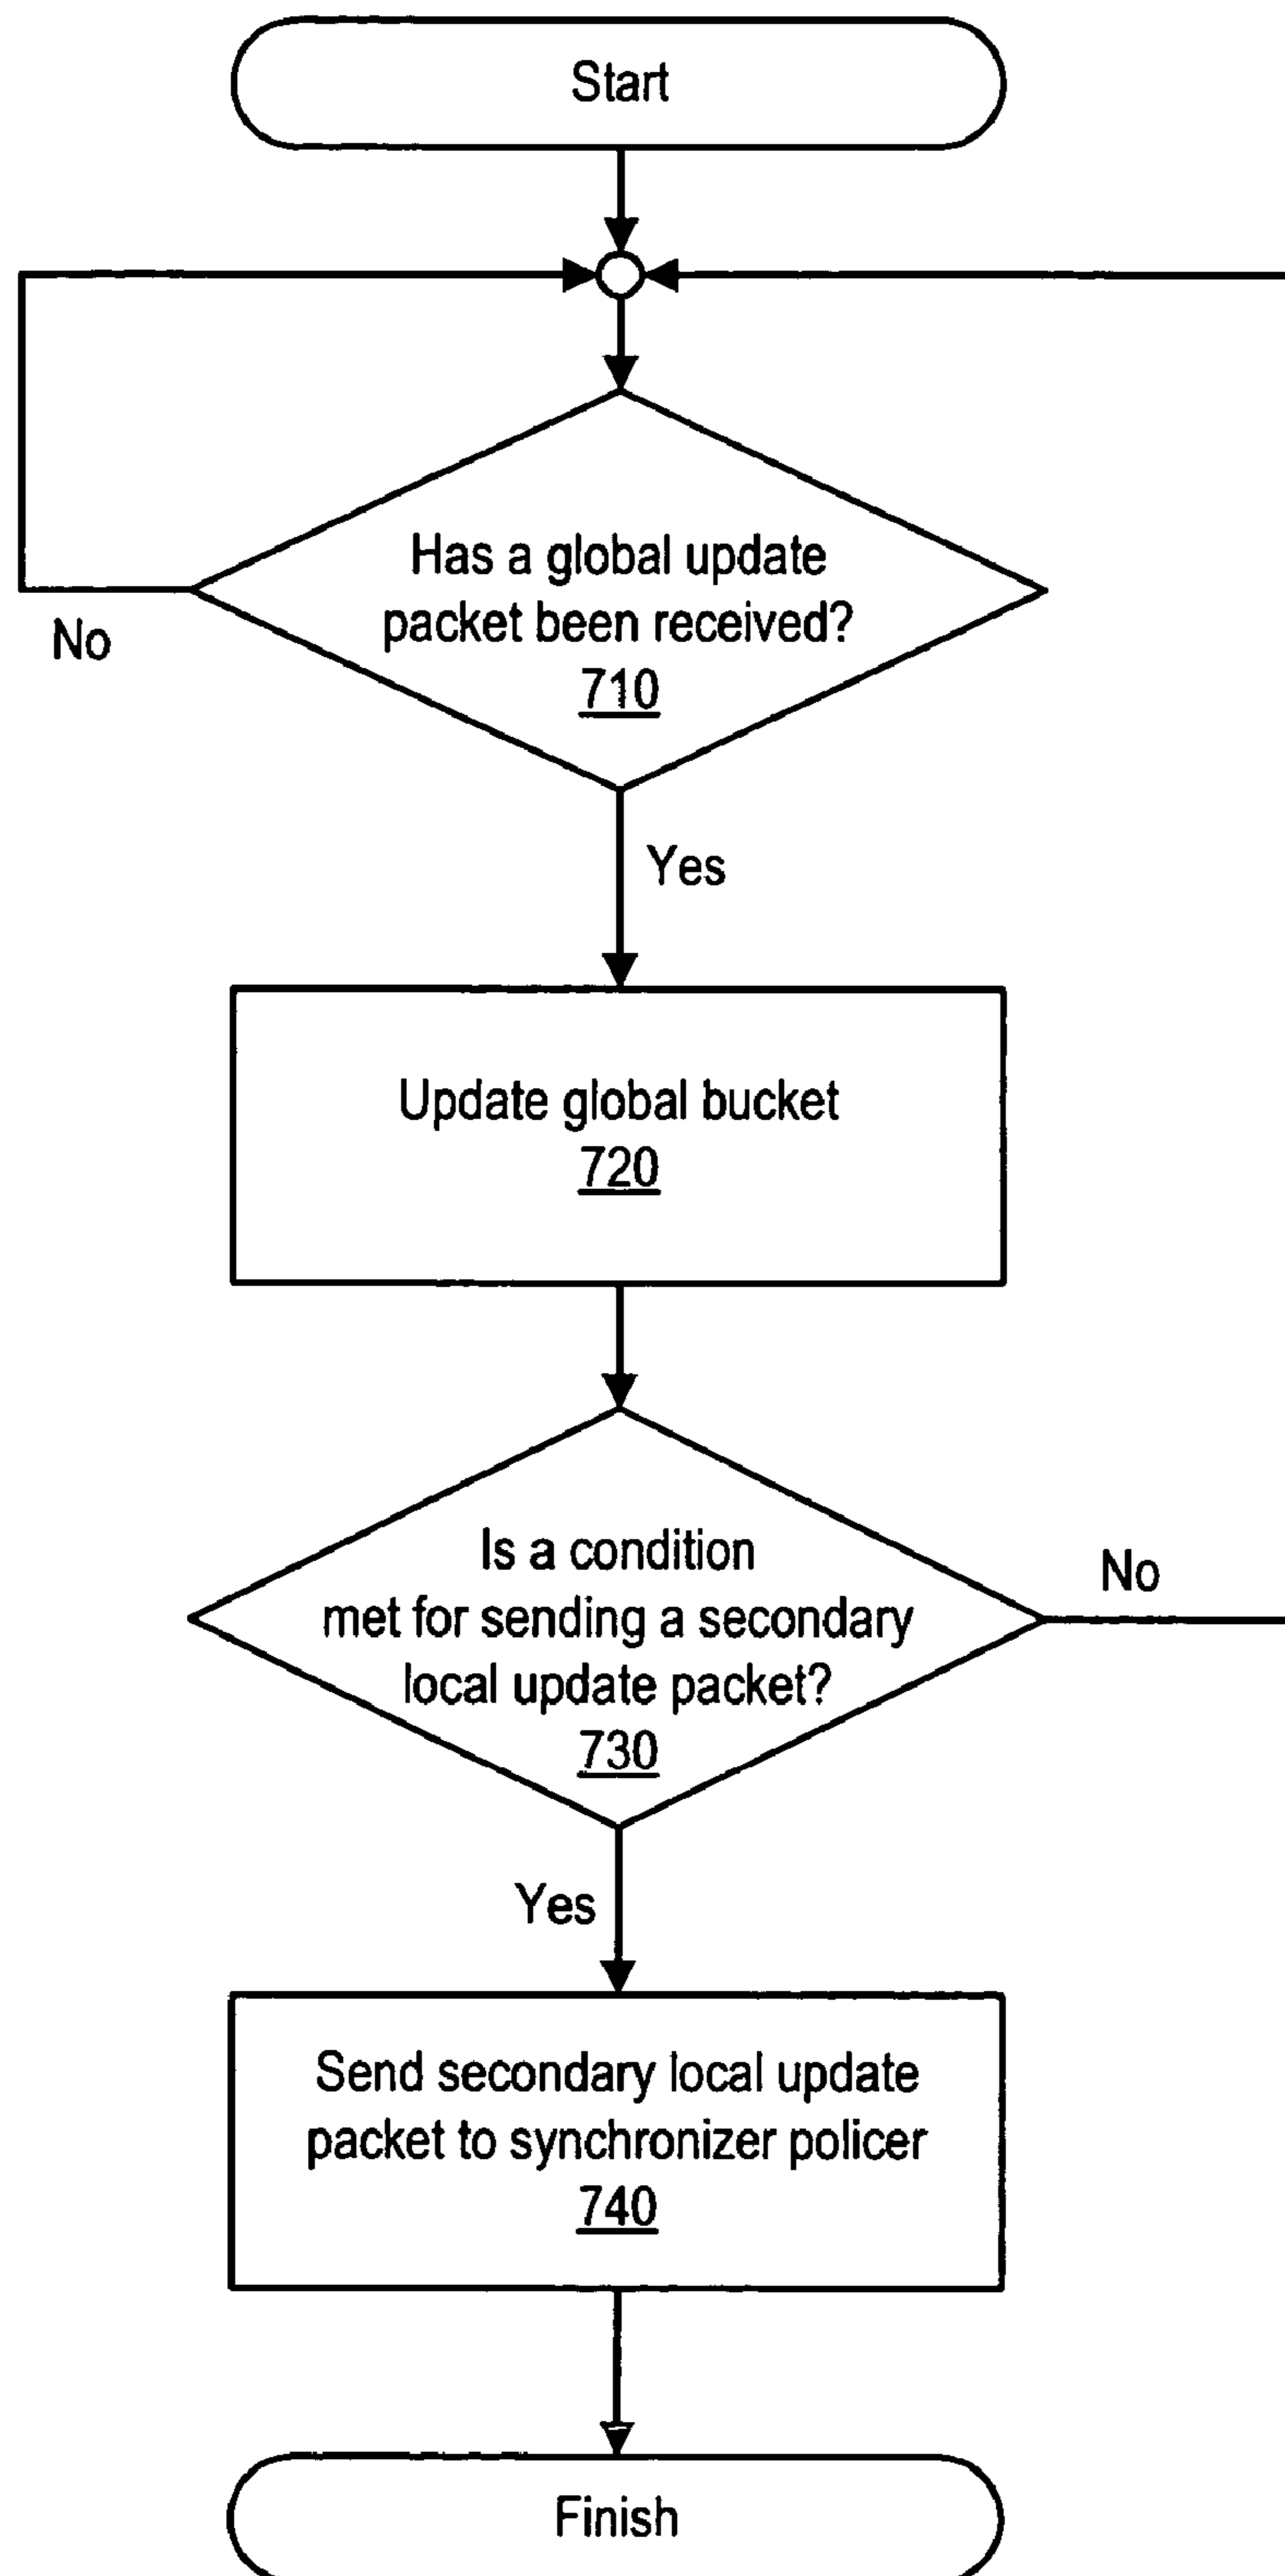 Start
Has a global update
packet been received?
710
No
Yes
Update global bucket
720
Is a condition
met for sending a secondary
local update packet?
730
No
Yes
Send secondary local update
packet to synchronizer policer
740
Finish